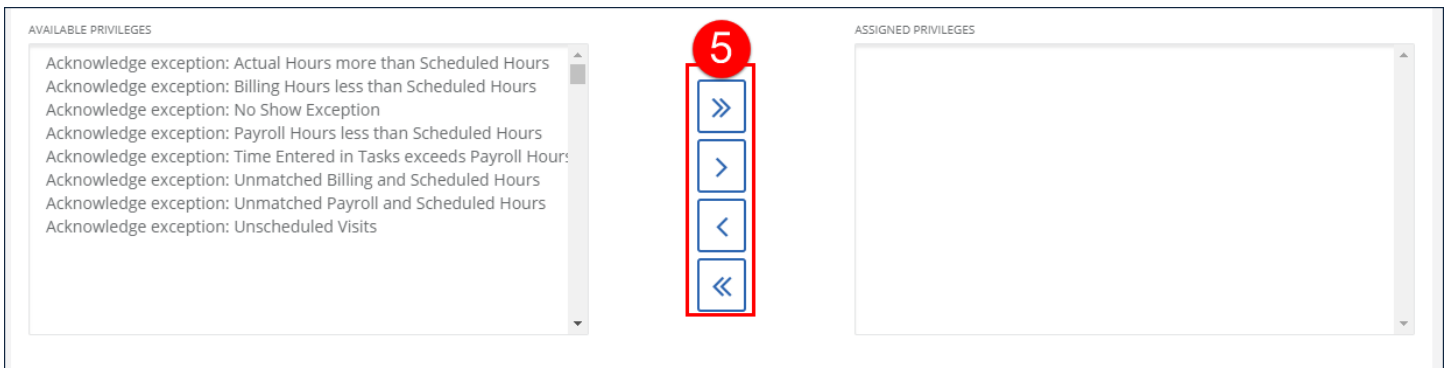 AVAILABLE PRIVILEGES
Acknowledge exception: Actual Hours more than Scheduled Hours
Acknowledge exception: Billing Hours less than Scheduled Hours
Acknowledge exception: No Show Exception
Acknowledge exception: Payroll Hours less than Scheduled Hours
Acknowledge exception: Time Entered in Tasks exceeds Payroll Hours
Acknowledge exception: Unmatched Billing and Scheduled Hours
Acknowledge exception: Unmatched Payroll and Scheduled Hours
Acknowledge exception: Unscheduled Visits
5
ASSIGNED PRIVILEGES